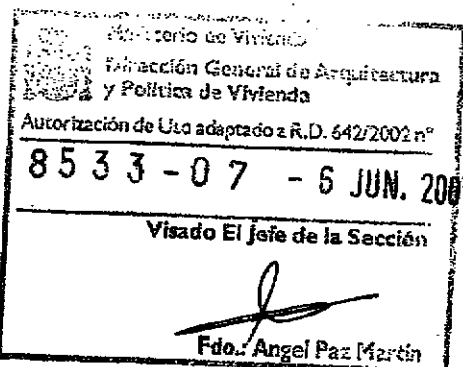 Ministerio de Vivienda
Dirección General de Arquitectura
y Política de Vivienda
Autorización de Uso adaptado a R.D. 642/2002 nº
8533-07 - 6 JUN. 200
Visado El Jefe de la Sección
Fdo.: Angel Paz Martín